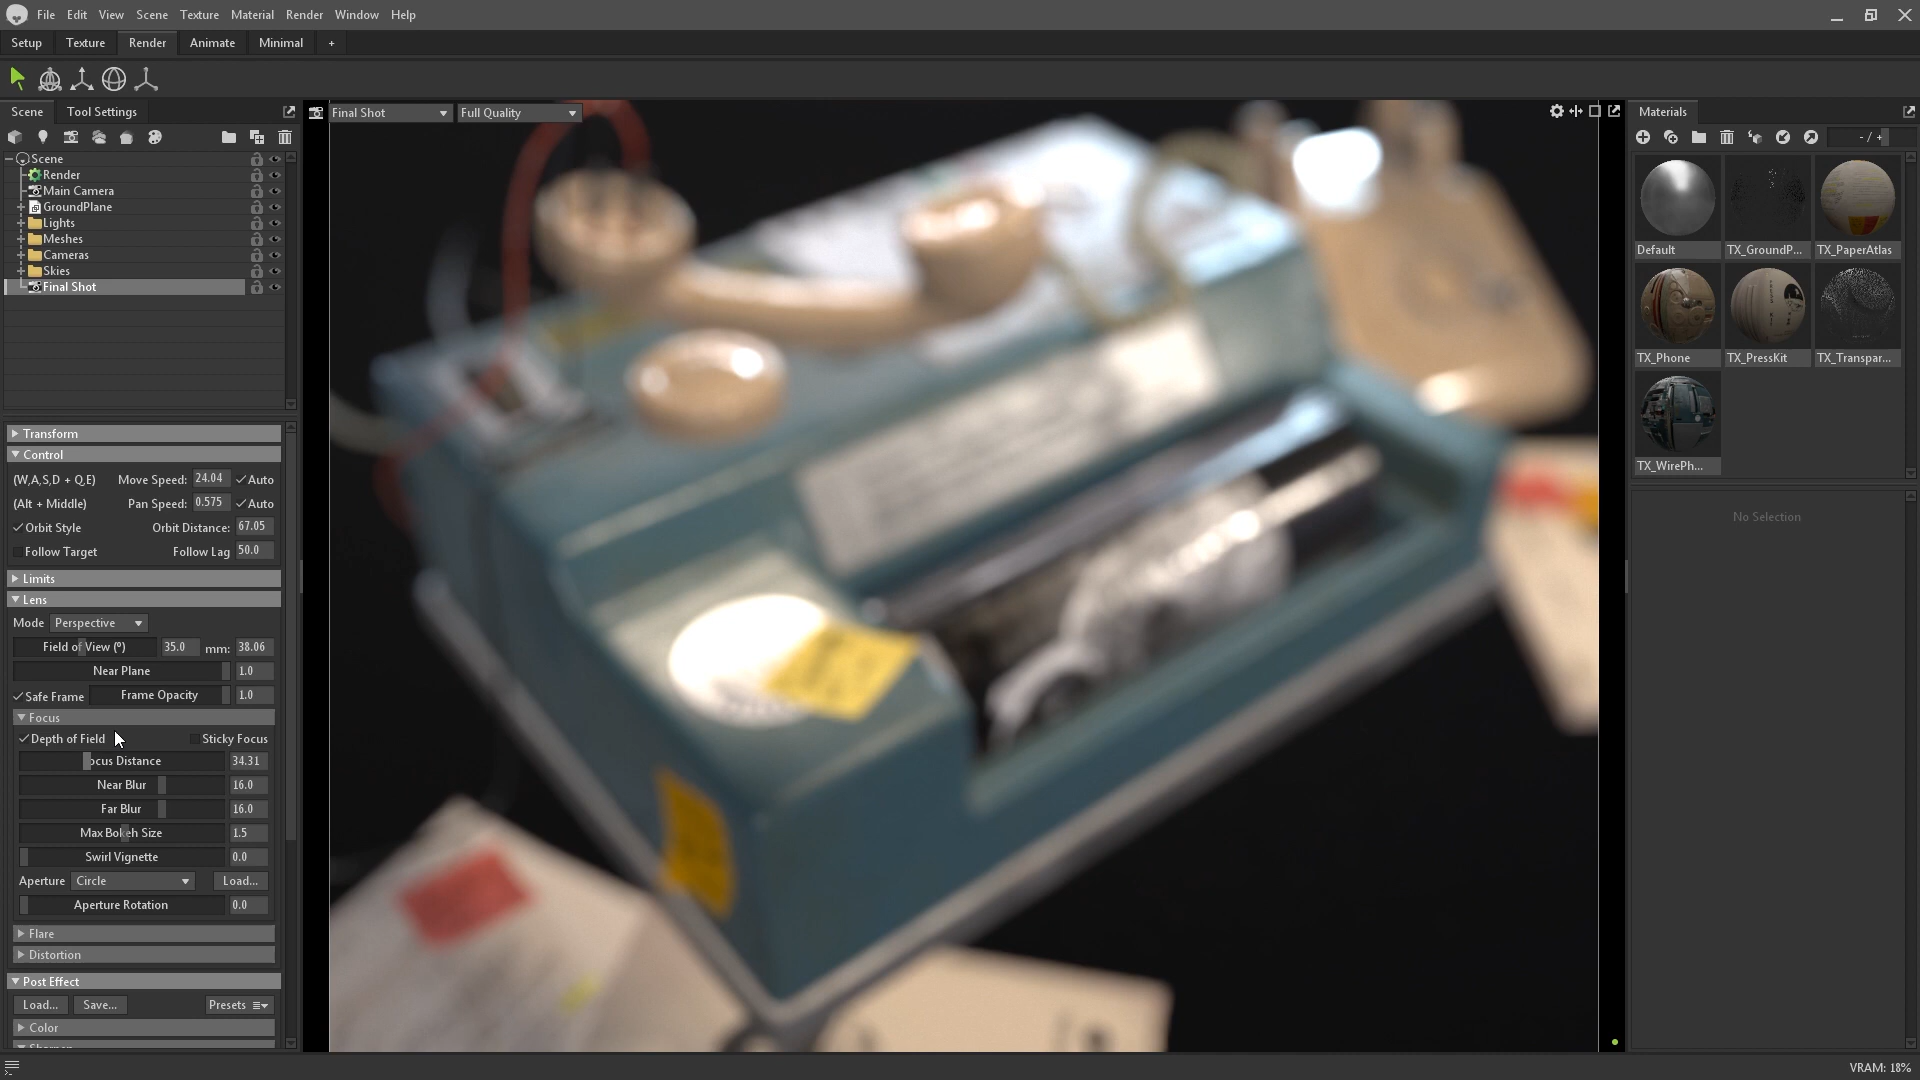 File Edit View Scene Texture Material Render Window Help
Setup Texture Render Animate Minimal +
Scene Tool Settings
Final Shot Full Quality
Materials
- / +
Scene
Render
Main Camera
GroundPlane
Lights
Meshes
Cameras
Skies
Final Shot
Default TX_GroundP... TX_PaperAtlas
TX_Phone TX_PressKit TX_Transpar...
TX_WirePh...
No Selection
Transform
Control
(W,A,S,D + Q,E) Move Speed: 24.04 Auto
(Alt + Middle) Pan Speed: 0.575 Auto
Orbit Style Orbit Distance: 67.05
Follow Target Follow Lag 50.0
Limits
Lens
Mode Perspective
Field of View (º) 35.0 mm: 38.06
Near Plane 1.0
Safe Frame Frame Opacity 1.0
Focus
Depth of Field Sticky Focus
ocus Distance 34.31
Near Blur 16.0
Far Blur 16.0
Max Bokeh Size 1.5
Swirl Vignette 0.0
Aperture Circle Load...
Aperture Rotation 0.0
Flare
Distortion
Post Effect
Load... Save... Presets
Color
VRAM: 18%